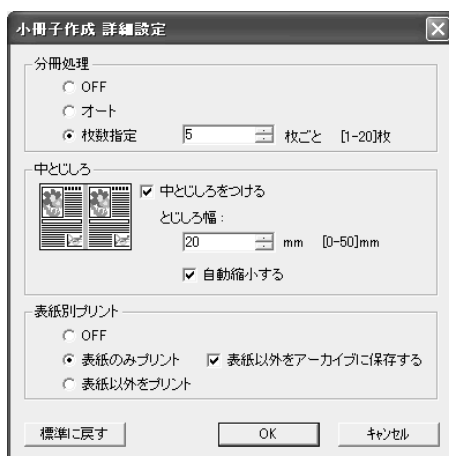 小冊子作成 詳細設定
分冊処理
OFF
オート
枚数指定 5 枚ごと [1-20]枚
中とじしろ
中とじしろをつける
とじしろ幅：
20 mm [0-50]mm
自動縮小する
表紙別プリント
OFF
表紙のみプリント 表紙以外をアーカイブに保存する
表紙以外をプリント
標準に戻す OK キャンセル